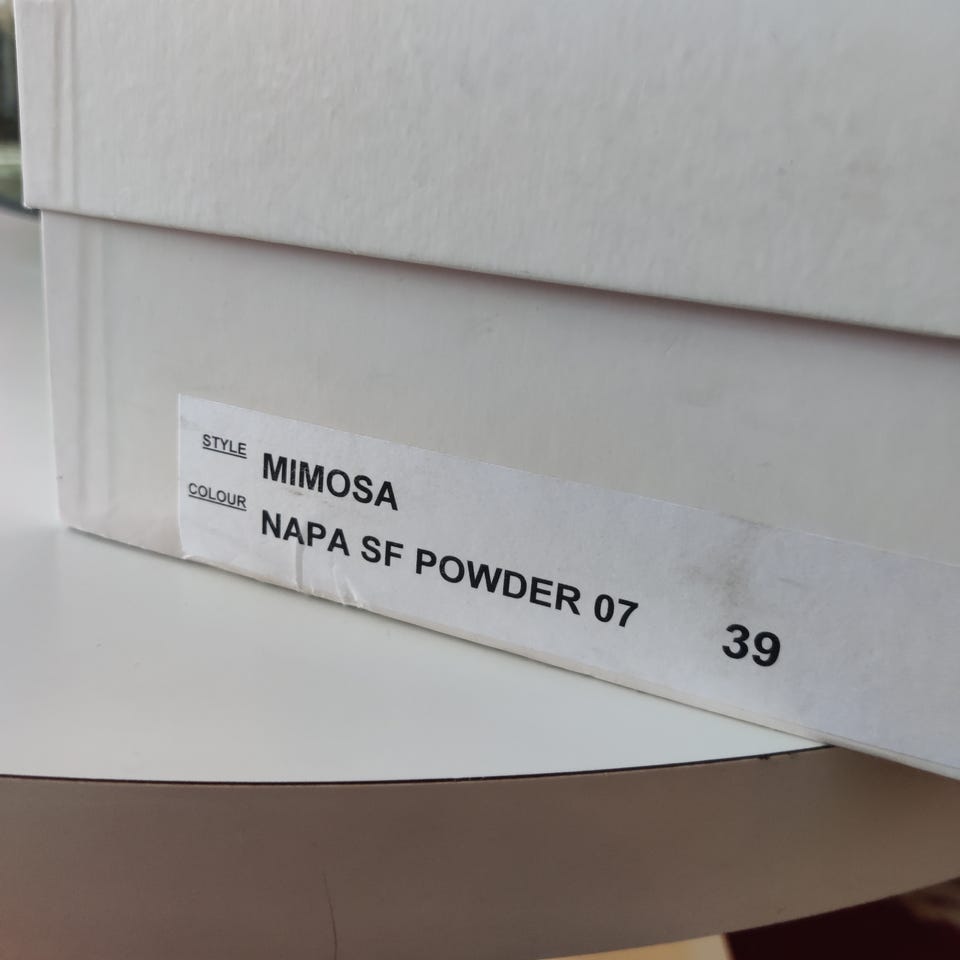 STYLE MIMOSA
COLOUR NAPA SF POWDER 07 39